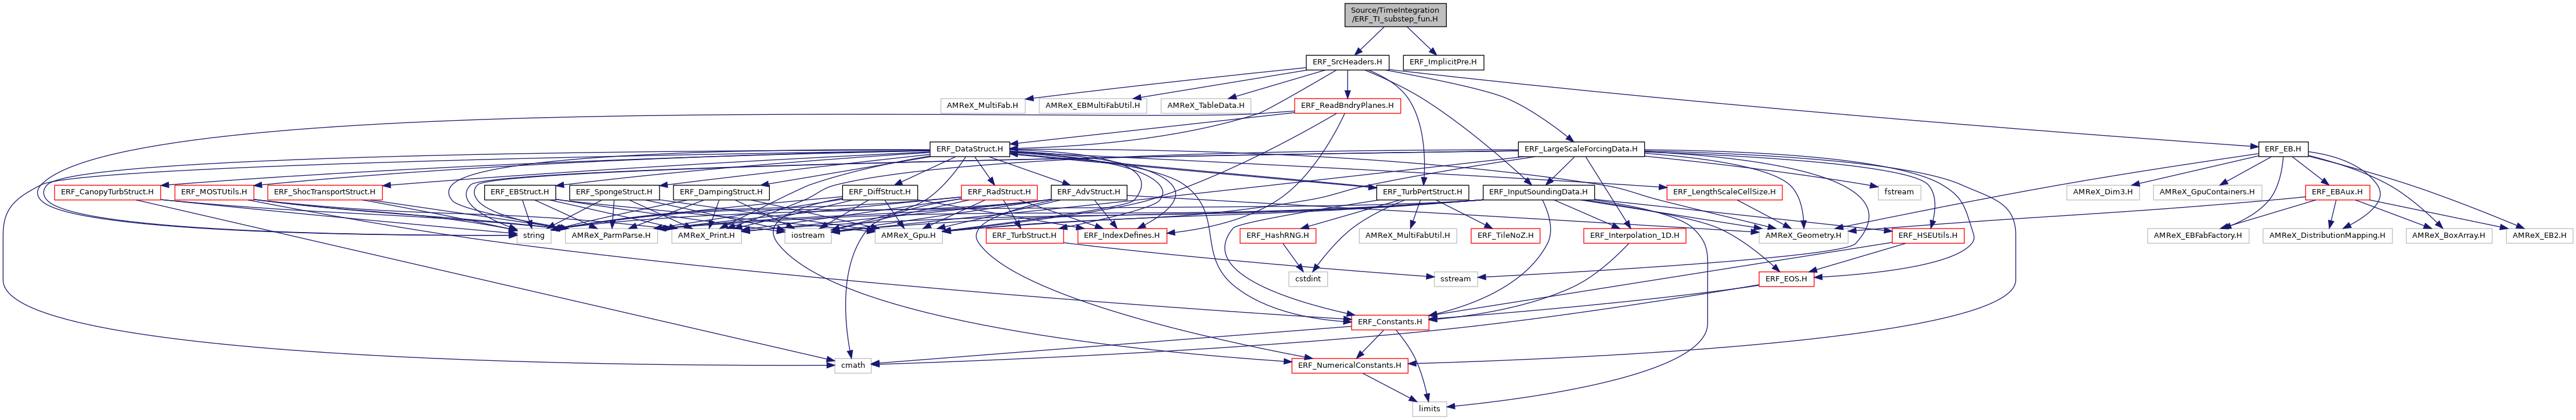 Source/TimeIntegration
/ERF_TI_substep_fun.H
ERF_SrcHeaders.H
ERF_ImplicitPre.H
AMReX_MultiFab.H
AMReX_EBMultiFabUtil.H
AMReX_TableData.H
ERF_ReadBndryPlanes.H
ERF_DataStruct.H
ERF_LargeScaleForcingData.H
ERF_EB.H
ERF_CanopyTurbStruct.H
ERF_MOSTUtils.H
ERF_ShocTransportStruct.H
ERF_EBStruct.H
ERF_SpongeStruct.H
ERF_DampingStruct.H
ERF_DiffStruct.H
ERF_RadStruct.H
ERF_AdvStruct.H
ERF_TurbPertStruct.H
ERF_InputSoundingData.H
ERF_LengthScaleCellSize.H
fstream
AMReX_Dim3.H
AMReX_GpuContainers.H
ERF_EBAux.H
string
AMReX_ParmParse.H
AMReX_Print.H
iostream
AMReX_Gpu.H
ERF_TurbStruct.H
ERF_IndexDefines.H
ERF_HashRNG.H
AMReX_MultiFabUtil.H
ERF_TileNoZ.H
ERF_Interpolation_1D.H
AMReX_Geometry.H
ERF_HSEUtils.H
AMReX_EBFabFactory.H
AMReX_DistributionMapping.H
AMReX_BoxArray.H
AMReX_EB2.H
cstdint
sstream
ERF_EOS.H
ERF_Constants.H
cmath
ERF_NumericalConstants.H
limits